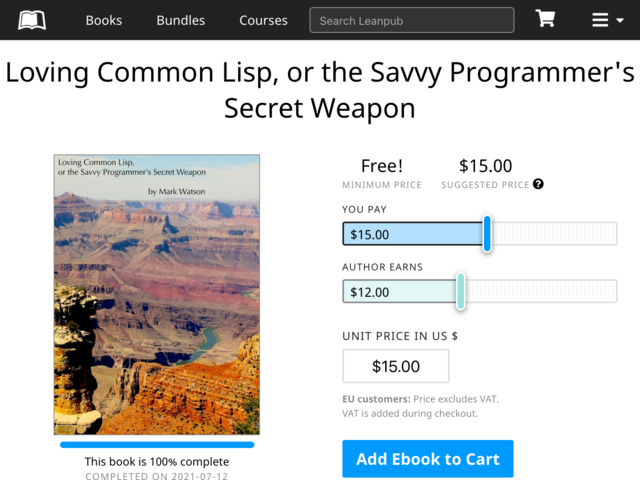 Books
Bundles
Courses
Search Leanpub
Loving Common Lisp, or the Savvy Programmer's
Secret Weapon
Loving Common Lisp,
or the Savvy Programmer's Secret Weapon
by Mark Watson
This book is 100% complete
COMPLETED ON 2021-07-12
Free!
MINIMUM PRICE
$15.00
SUGGESTED PRICE ?
YOU PAY
$15.00
AUTHOR EARNS
$12.00
UNIT PRICE IN US $
$15.00
EU customers: Price excludes VAT.
VAT is added during checkout.
Add Ebook to Cart